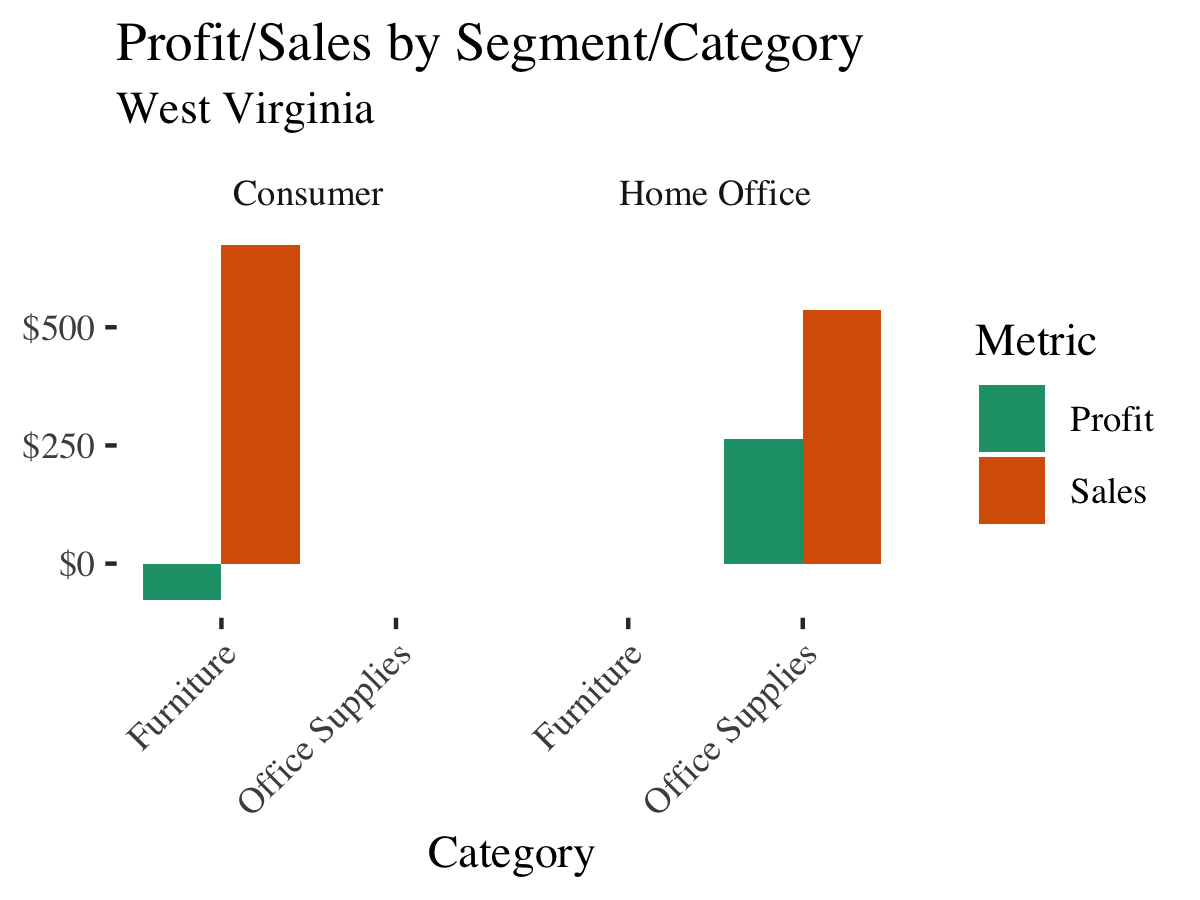 Profit/Sales by Segment/Category
West Virginia
Consumer
Home Office
$500
$250
$0
Furniture
Office Supplies
Furniture
Office Supplies
Category
Metric
Profit
Sales